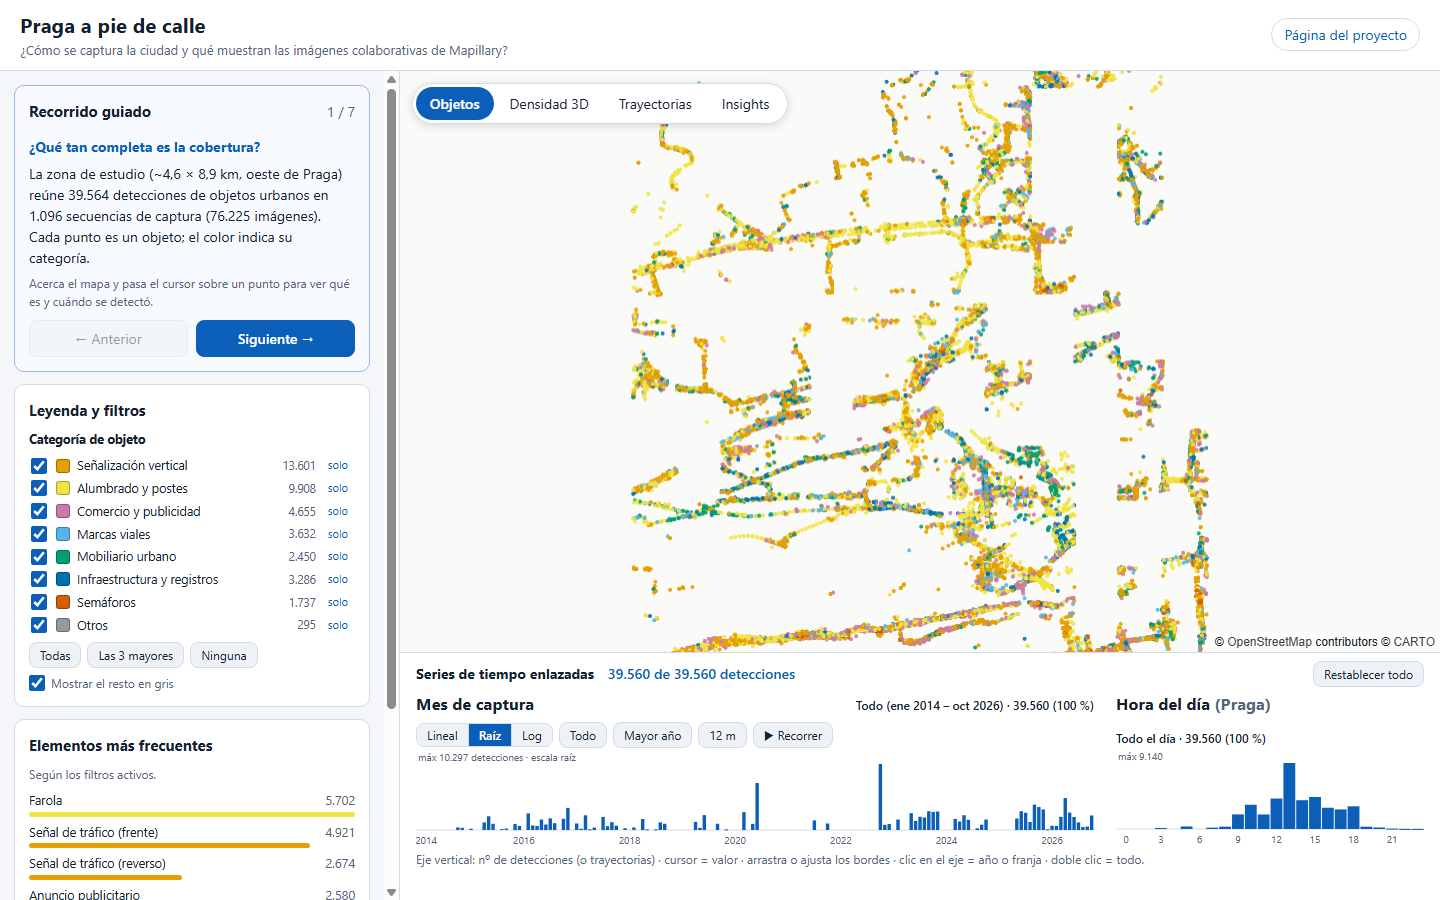 Praga a pie de calle
¿Cómo se captura la ciudad y qué muestran las imágenes colaborativas de Mapillary?
Página del proyecto
Recorrido guiado
1 / 7
¿Qué tan completa es la cobertura?
La zona de estudio (~4,6 × 8,9 km, oeste de Praga)
reúne 39.564 detecciones de objetos urbanos en
1.096 secuencias de captura (76.225 imágenes).
Cada punto es un objeto; el color indica su
categoría.
Acerca el mapa y pasa el cursor sobre un punto para ver qué
es y cuándo se detectó.
← Anterior
Siguiente →
Leyenda y filtros
Categoría de objeto
Señalización vertical 13.601 solo
Alumbrado y postes 9.908 solo
Comercio y publicidad 4.655 solo
Marcas viales 3.632 solo
Mobiliario urbano 2.450 solo
Infraestructura y registros 3.286 solo
Semáforos 1.737 solo
Otros 295 solo
Todas
Las 3 mayores
Ninguna
Mostrar el resto en gris
Elementos más frecuentes
Según los filtros activos.
Farola 5.702
Señal de tráfico (frente) 4.921
Señal de tráfico (reverso) 2.674
Anuncio publicitario 2.580
Objetos
Densidad 3D
Trayectorias
Insights
© OpenStreetMap contributors © CARTO
Series de tiempo enlazadas 39.560 de 39.560 detecciones
Restablecer todo
Mes de captura
Todo (ene 2014 – oct 2026) · 39.560 (100 %)
Lineal
Raíz
Log
Todo
Mayor año
12 m
▶ Recorrer
máx 10.297 detecciones · escala raíz
2014 2016 2018 2020 2022 2024 2026
Hora del día (Praga)
Todo el día · 39.560 (100 %)
máx 9.140
0 3 6 9 12 15 18 21
Eje vertical: nº de detecciones (o trayectorias) · cursor = valor · arrastra o ajusta los bordes · clic en el eje = año o franja · doble clic = todo.